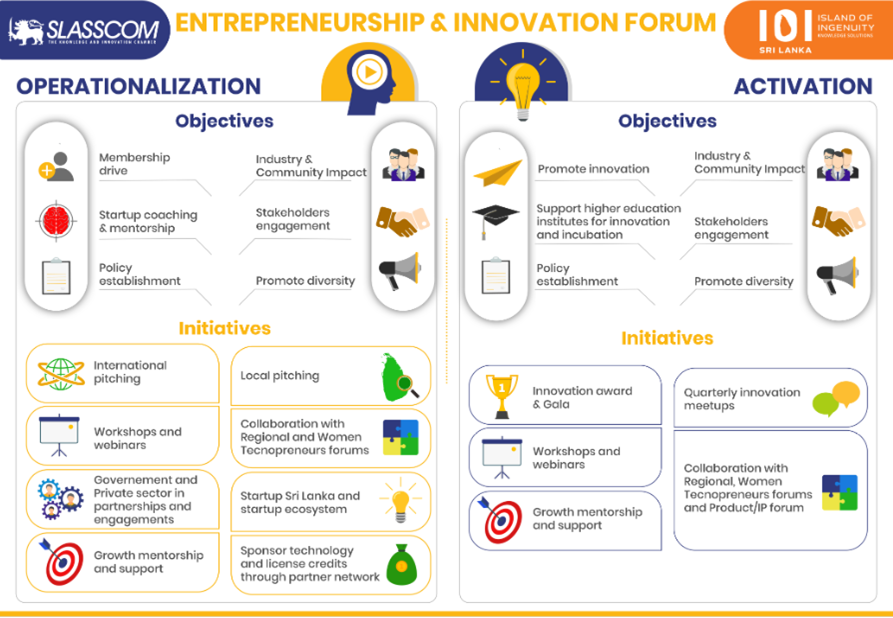 SLASSCOM
THE KNOWLEDGE AND INNOVATION CHAMBER
ENTREPRENEURSHIP & INNOVATION FORUM
101
SRI LANKA
ISLAND OF
INGENUITY
KNOWLEDGE SOLUTIONS
OPERATIONALIZATION
Objectives
Membership
drive
Startup coaching
& mentorship
Policy
establishment
Industry &
Community Impact
Stakeholders
engagement
Promote diversity
Initiatives
International
pitching
Local pitching
Workshops and
webinars
Collaboration with
Regional and Women
Tecnopreneurs forums
Governement and
Private sector in
partnerships and
engagements
Startup Sri Lanka and
startup ecosystem
Growth mentorship
and support
Sponsor technology
and license credits
through partner network
ACTIVATION
Objectives
Promote innovation
Support higher education
institutes for innovation
and incubation
Policy
establishment
Industry &
Community Impact
Stakeholders
engagement
Promote diversity
Initiatives
1
Innovation award
& Gala
Quarterly innovation
meetups
Workshops and
webinars
Collaboration with
Regional, Women
Tecnopreneurs forums
and Product/IP forum
Growth mentorship
and support